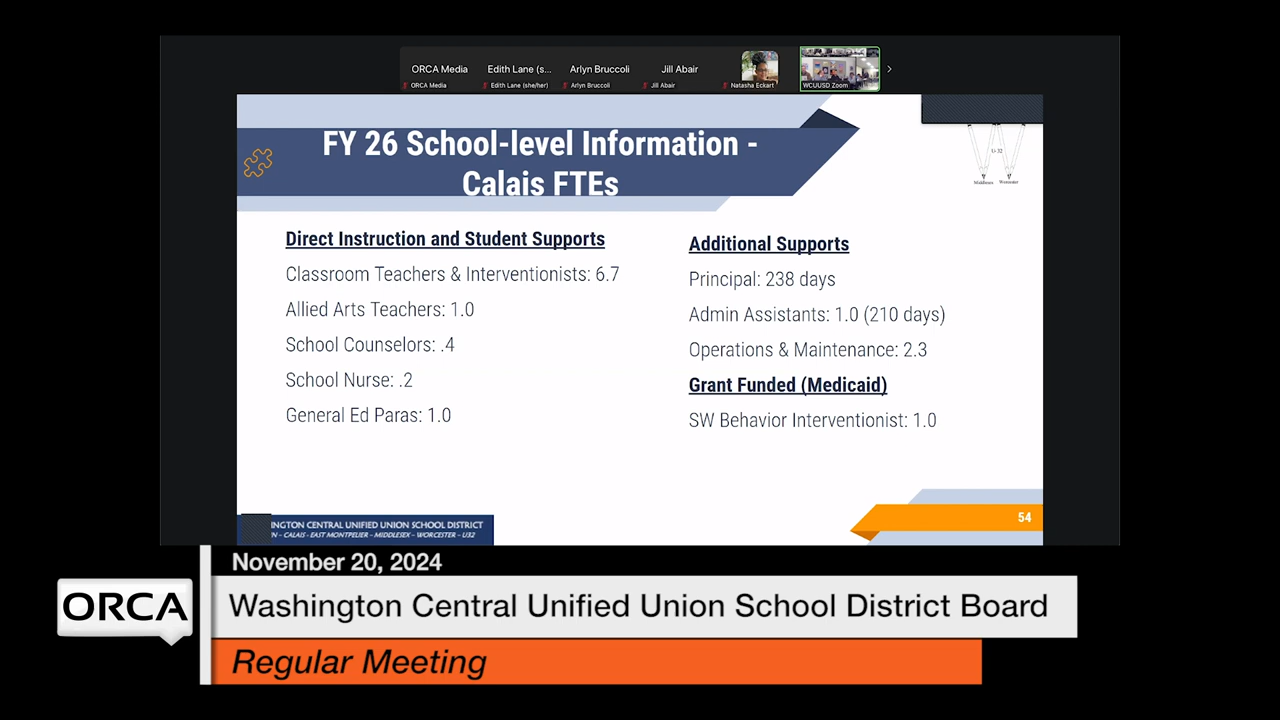 ORCA Media
Edith Lane (s...
Arlyn Bruccoli
Jill Abair
ORCA Media
Edith Lane (she/her)
Arlyn Bruccoli
Jill Abair
Natasha Eckart
WCUUSD Zoom
FY 26 School-level Information -
Calais FTEs
U-32
Middlesex Worcester
Direct Instruction and Student Supports
Classroom Teachers & Interventionists: 6.7
Allied Arts Teachers: 1.0
School Counselors: .4
School Nurse: .2
General Ed Paras: 1.0
Additional Supports
Principal: 238 days
Admin Assistants: 1.0 (210 days)
Operations & Maintenance: 2.3
Grant Funded (Medicaid)
SW Behavior Interventionist: 1.0
54
INGTON CENTRAL UNIFIED UNION SCHOOL DISTRICT
N – CALAIS - EAST MONTPELIER – MIDDLESEX – WORCESTER – U32
November 20, 2024
ORCA
Washington Central Unified Union School District Board
Regular Meeting